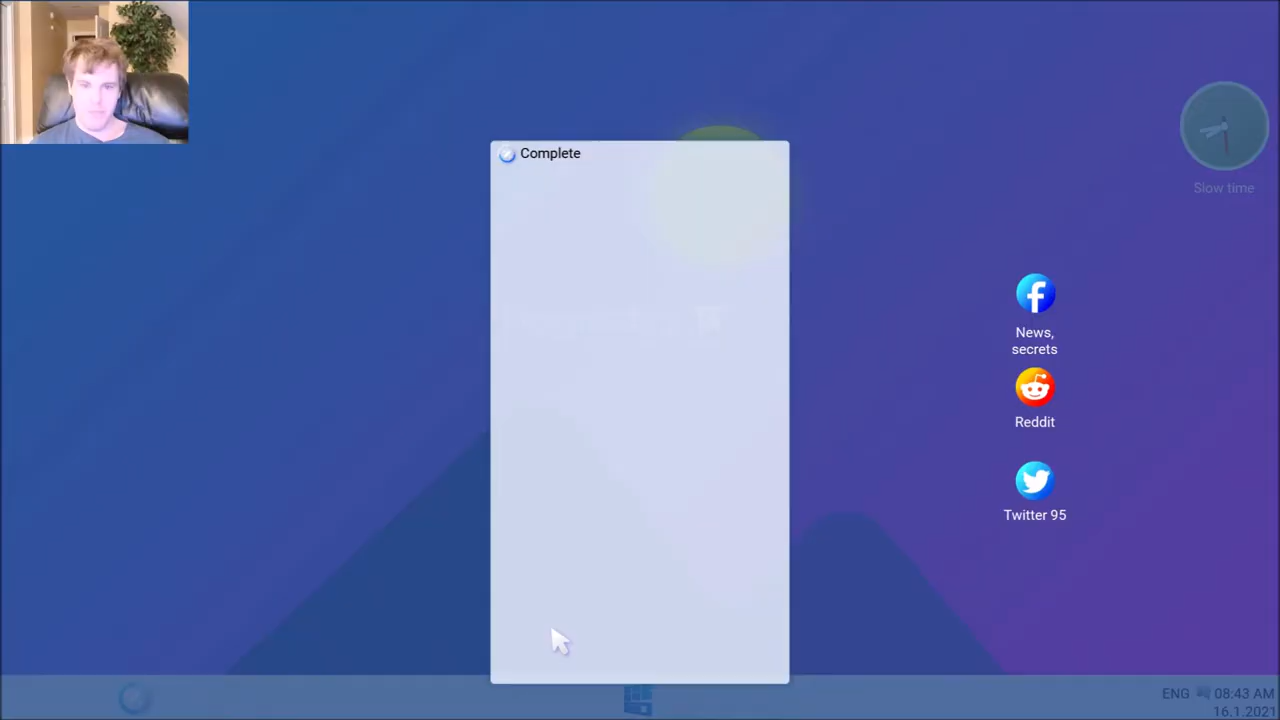 Complete
Slow time
News,
secrets
Reddit
Twitter 95
ENG 08:43 AM
16.1.2021